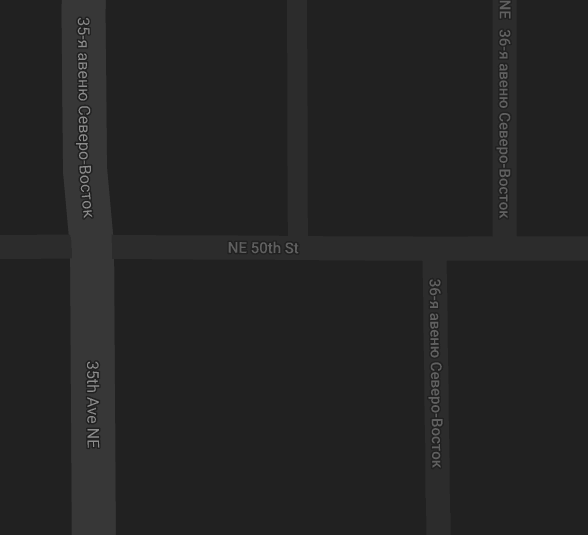 35-я авеню Северо-Восток
NE
36-я авеню Северо-Восток
NE 50th St
36-я авеню Северо-Восток
35th Ave NE